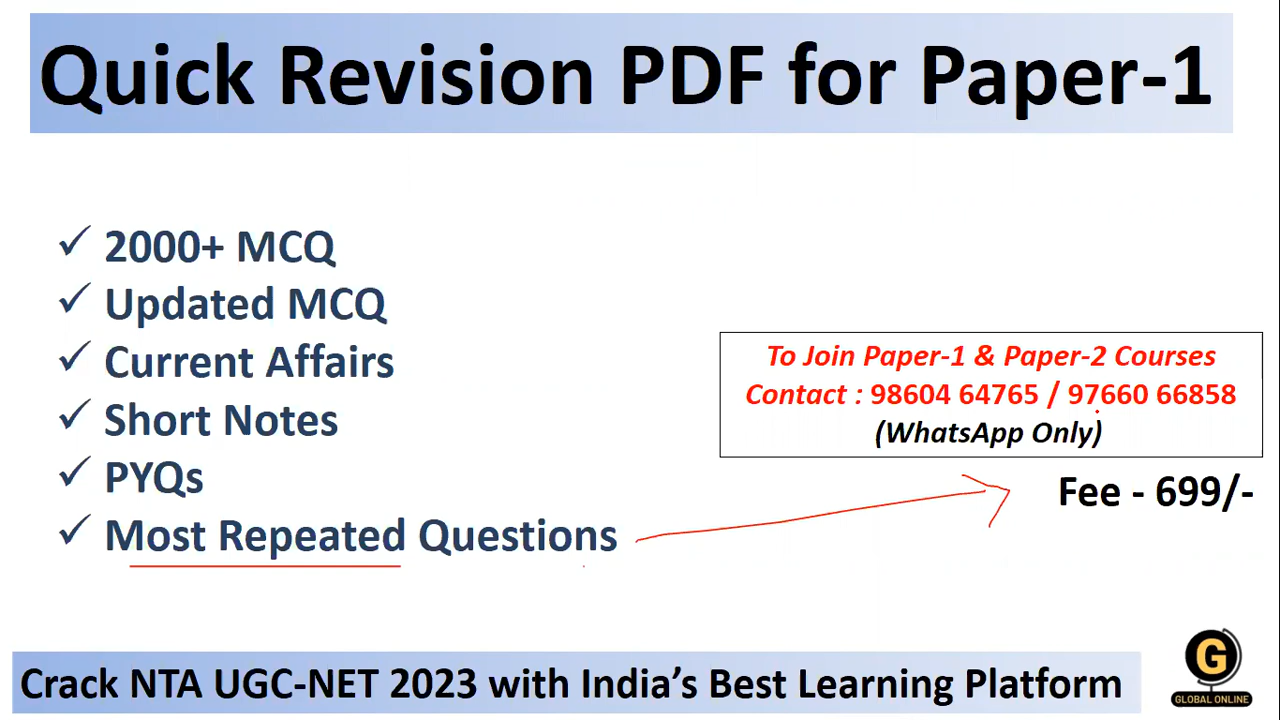 Quick Revision PDF for Paper-1
✓ 2000+ MCQ
✓ Updated MCQ
✓ Current Affairs
✓ Short Notes
✓ PYQs
✓ Most Repeated Questions
To Join Paper-1 & Paper-2 Courses
Contact : 98604 64765 / 97660 66858
(WhatsApp Only)
Fee - 699/-
Crack NTA UGC-NET 2023 with India’s Best Learning Platform
G
GLOBAL ONLINE